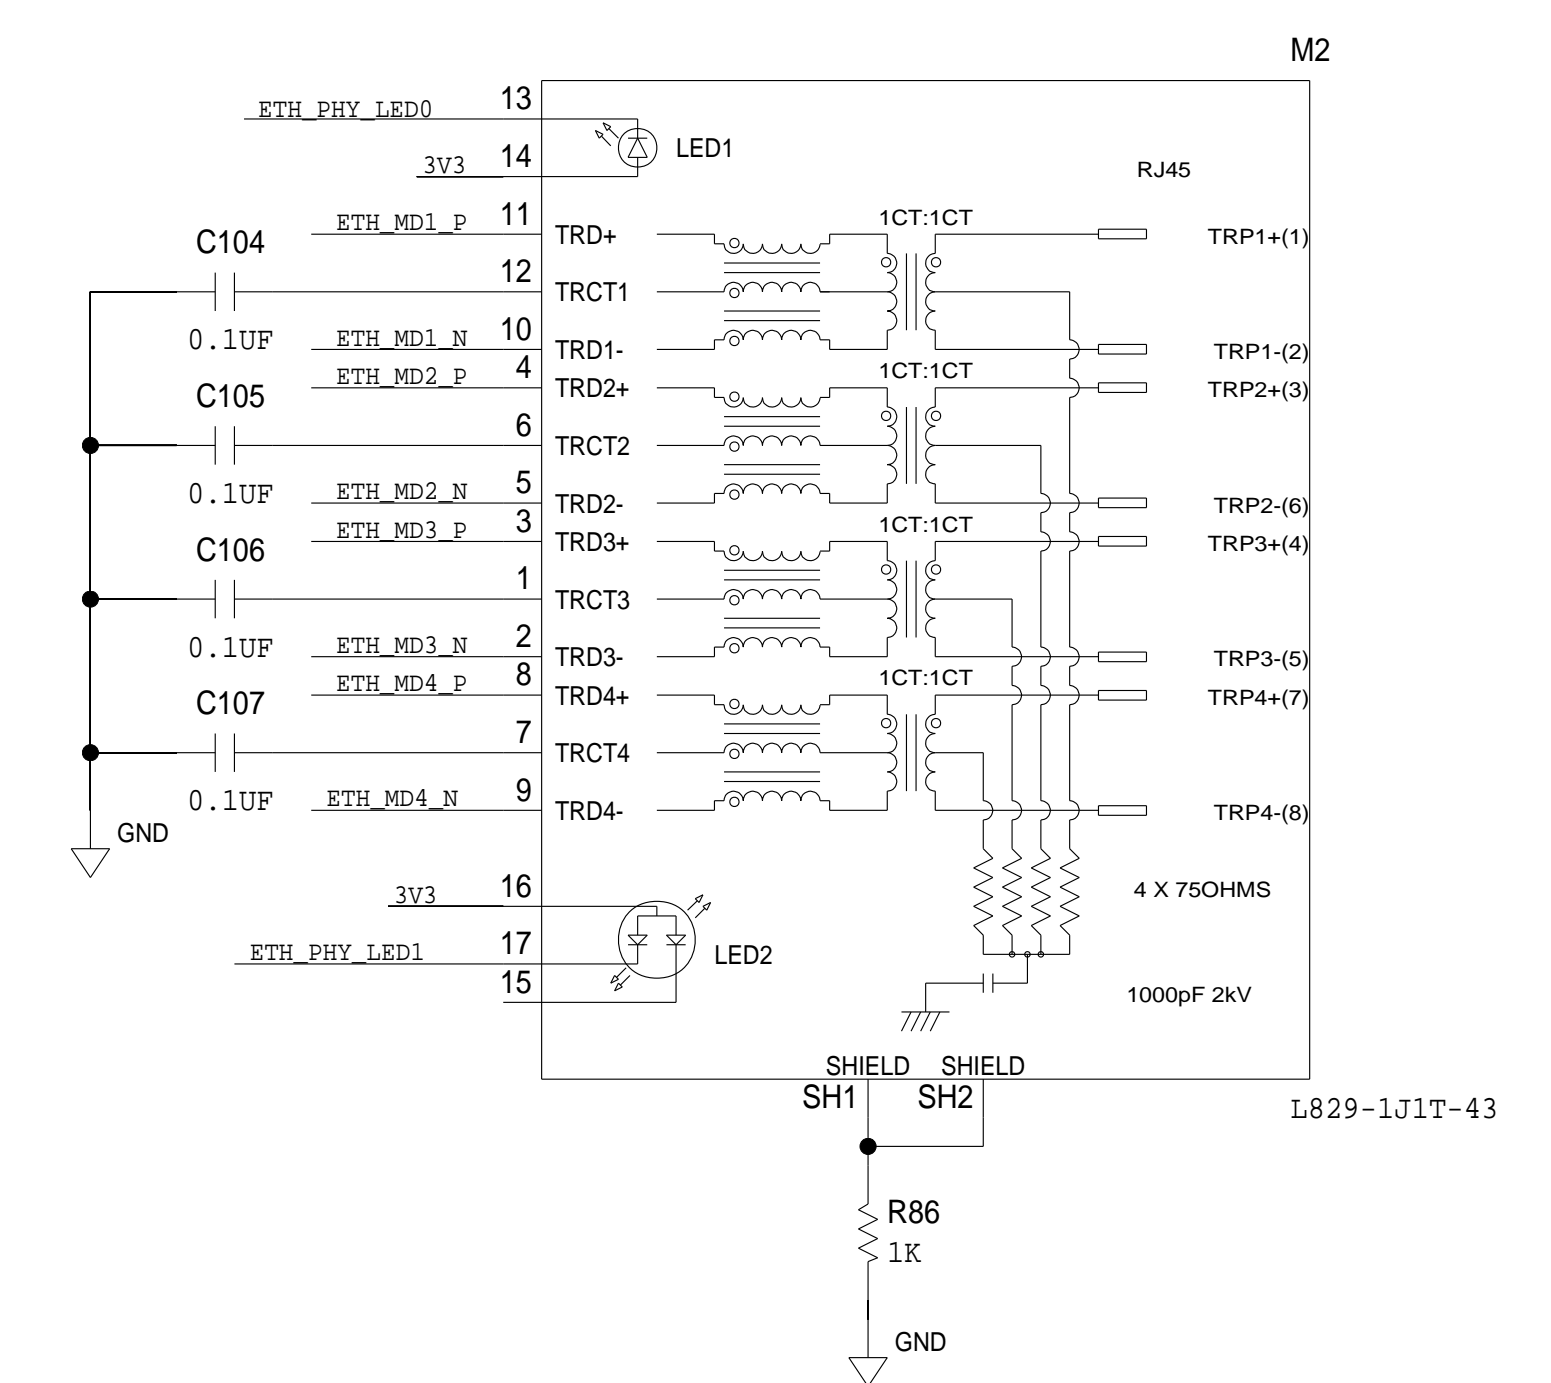 M2
ETH_PHY_LED0 13
LED1
3V3 14
RJ45
1CT:1CT
ETH_MD1_P 11 TRD+ TRP1+(1)
C104
12 TRCT1
0.1UF
ETH_MD1_N 10 TRD1- TRP1-(2)
1CT:1CT
ETH_MD2_P 4 TRD2+ TRP2+(3)
C105
6 TRCT2
0.1UF
ETH_MD2_N 5 TRD2- TRP2-(6)
1CT:1CT
ETH_MD3_P 3 TRD3+ TRP3+(4)
C106
1 TRCT3
0.1UF
ETH_MD3_N 2 TRD3- TRP3-(5)
1CT:1CT
ETH_MD4_P 8 TRD4+ TRP4+(7)
C107
7 TRCT4
0.1UF
ETH_MD4_N 9 TRD4- TRP4-(8)
GND
3V3 16
4 X 75OHMS
ETH_PHY_LED1 17
LED2
15
1000pF 2kV
SHIELD SHIELD
SH1 SH2
L829-1J1T-43
R86
1K
GND